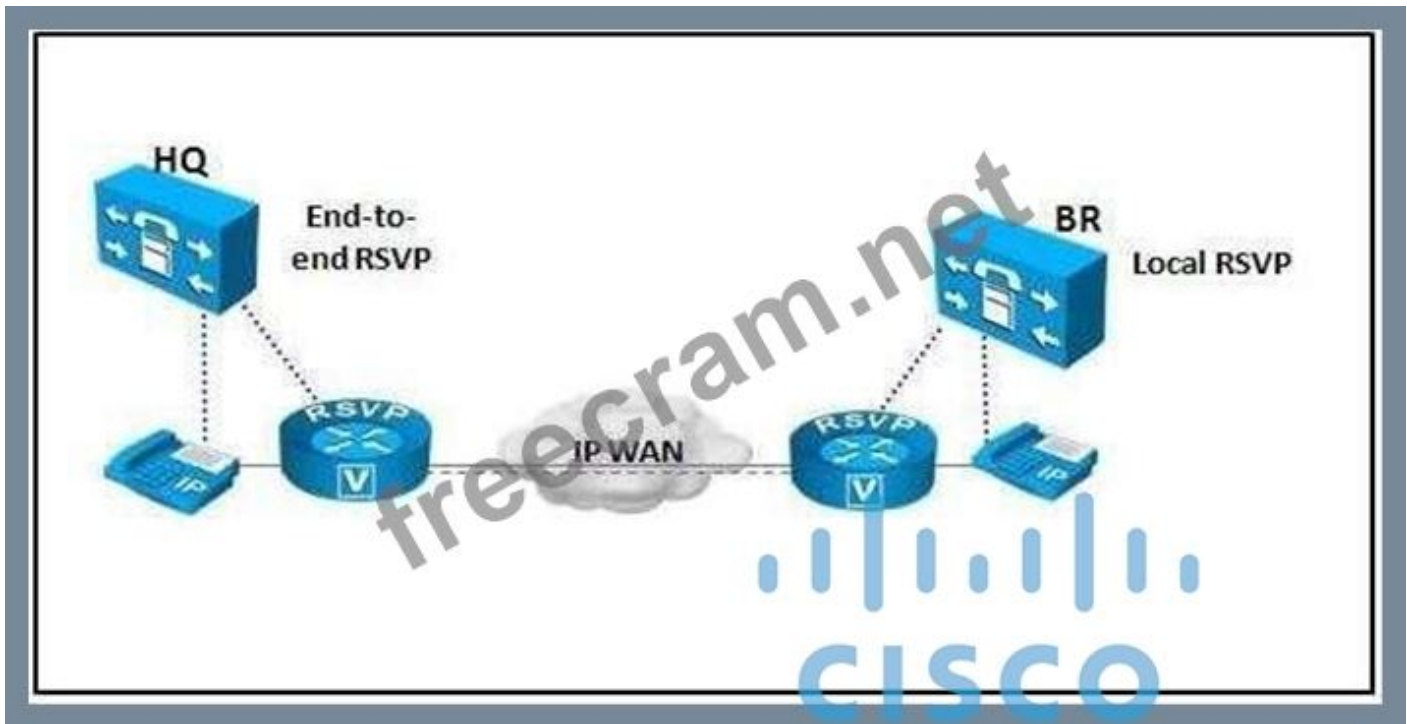 HQ
End-to-
end RSVP
BR
Local RSVP
RSVP
RSVP
IP WAN
IP
V
V
IP
freecram.net
CISCO